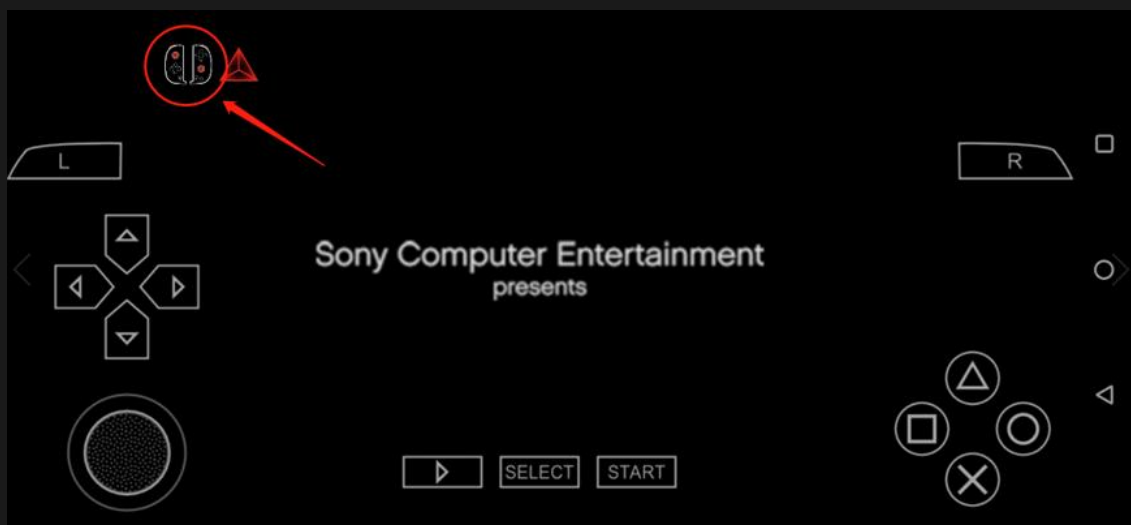 L
R
Sony Computer Entertainment
presents
SELECT
START